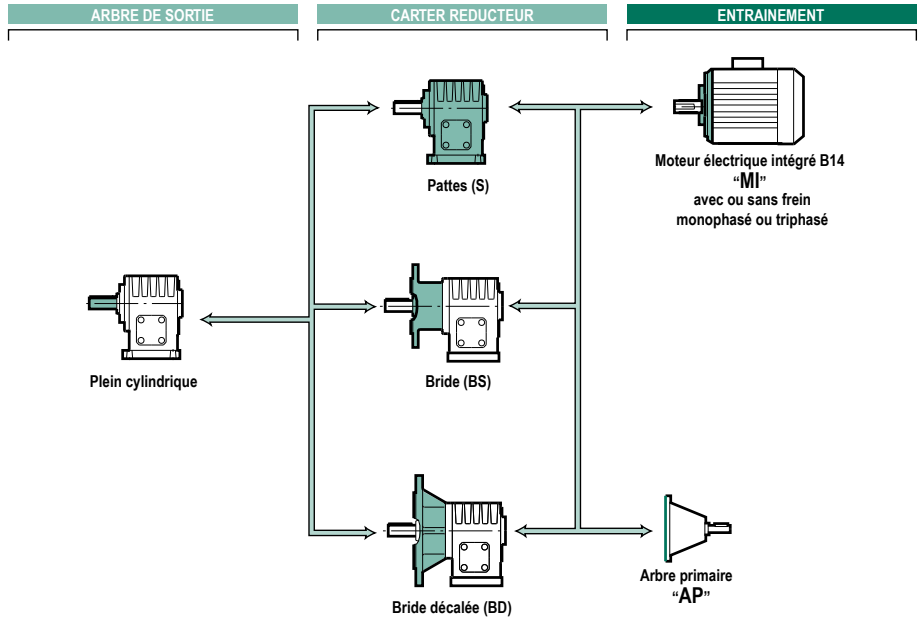 ARBRE DE SORTIE
CARTER REDUCTEUR
ENTRAINEMENT
Pattes (S)
Moteur électrique intégré B14
“MI”
avec ou sans frein
monophasé ou triphasé
Plein cylindrique
Bride (BS)
Bride décalée (BD)
Arbre primaire
“AP”